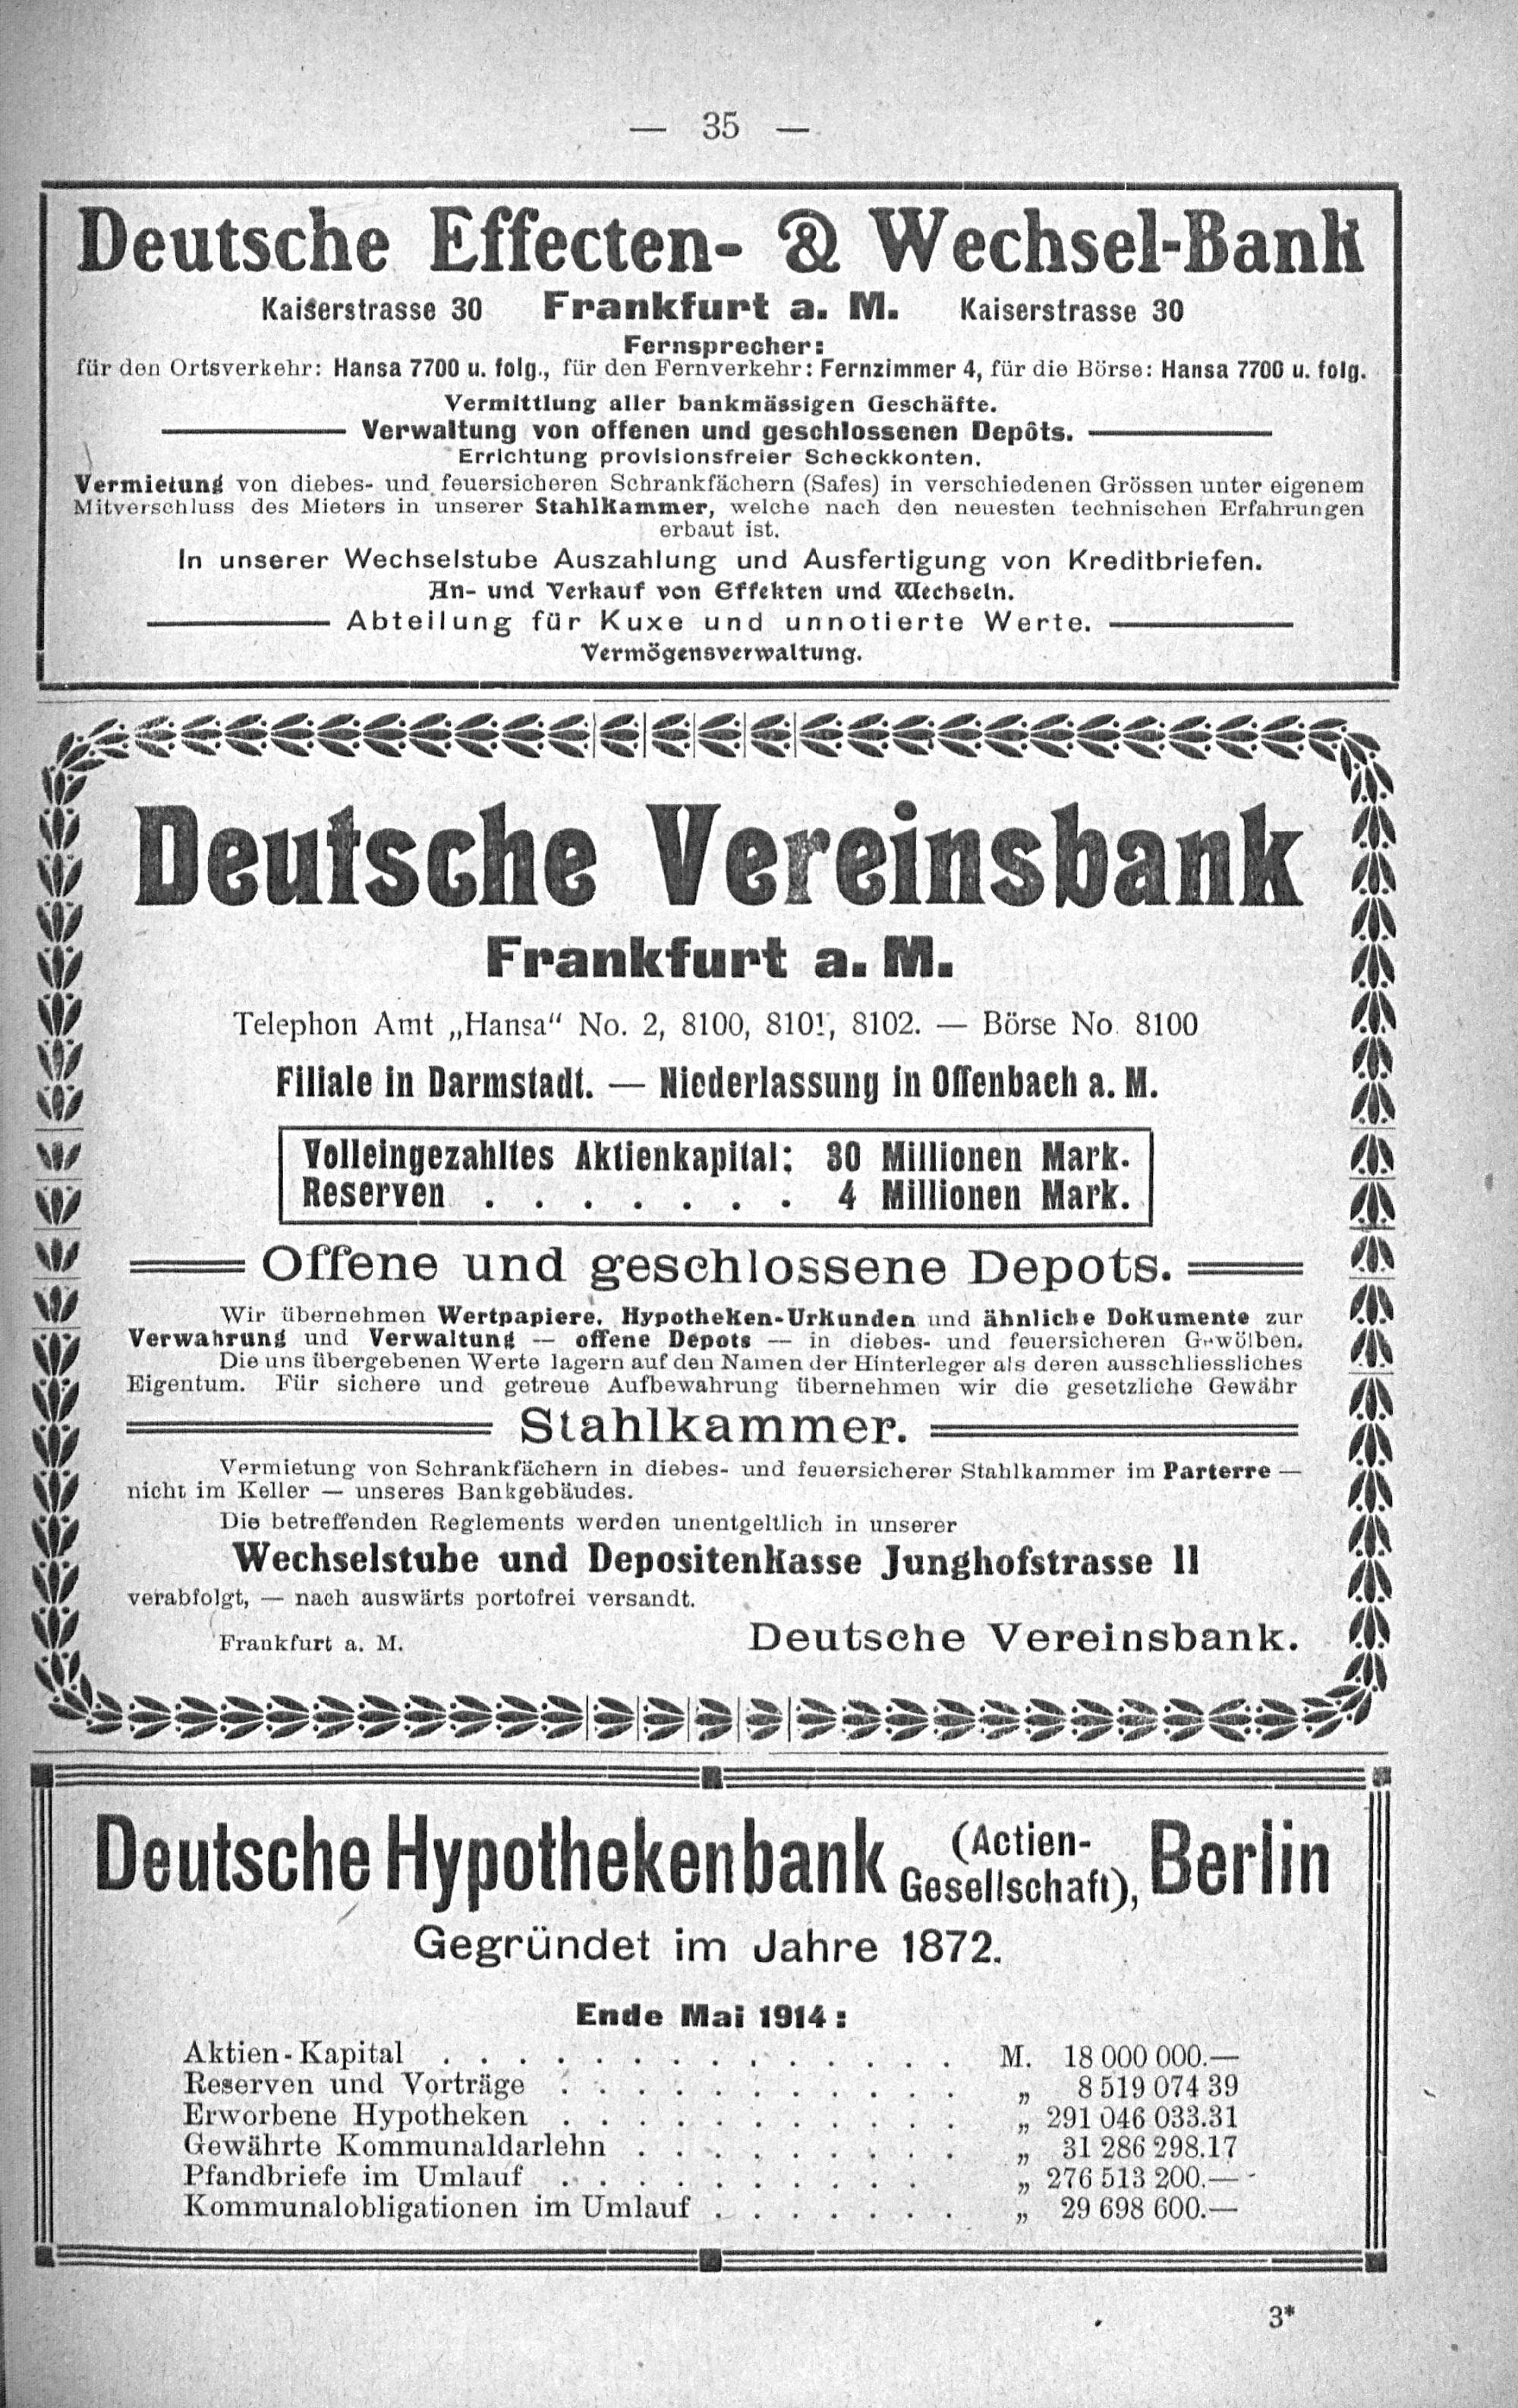 — 35 —
Deutsche Effecten- & Wechsel-Bank
Kaiserstrasse 30 Frankfurt a. M. Kaiserstrasse 30
Fernsprecher:
für den Ortsverkehr: Hansa 7700 u. folg., für den Fernverkehr: Fernzimmer 4, für die Börse: Hansa 7700 u. folg.
Vermittlung aller bankmässigen Geschäfte.
Verwaltung von offenen und geschlossenen Depôts.
Errichtung provisionsfreier Scheckkonten.
Vermietung von diebes- und feuersicheren Schrankfächern (Safes) in verschiedenen Grössen unter eigenem
Mitverschluss des Mieters in unserer Stahlkammer, welche nach den neuesten technischen Erfahrungen
erbaut ist.
In unserer Wechselstube Auszahlung und Ausfertigung von Kreditbriefen.
An- und Verkauf von Effekten und Wechseln.
Abteilung für Kuxe und unnotierte Werte.
Vermögensverwaltung.
Deutsche Vereinsbank
Frankfurt a. M.
Telephon Amt „Hansa“ No. 2, 8100, 8101, 8102. — Börse No. 8100
Filiale in Darmstadt. — Niederlassung in Offenbach a. M.
Volleingezahltes Aktienkapital: 30 Millionen Mark.
Reserven . . . . . . . 4 Millionen Mark.
Offene und geschlossene Depots.
Wir übernehmen Wertpapiere, Hypotheken-Urkunden und ähnliche Dokumente zur
Verwahrung und Verwaltung — offene Depots — in diebes- und feuersicheren Gewölben.
Die uns übergebenen Werte lagern auf den Namen der Hinterleger als deren ausschliessliches
Eigentum. Für sichere und getreue Aufbewahrung übernehmen wir die gesetzliche Gewähr
Stahlkammer.
Vermietung von Schrankfächern in diebes- und feuersicherer Stahlkammer im Parterre —
nicht im Keller — unseres Bankgebäudes.
Die betreffenden Reglements werden unentgeltlich in unserer
Wechselstube und Depositenkasse Junghofstrasse 11
verabfolgt, — nach auswärts portofrei versandt.
Frankfurt a. M. Deutsche Vereinsbank.
Deutsche Hypothekenbank (Actien-Gesellschaft), Berlin
Gegründet im Jahre 1872.
Ende Mai 1914:
Aktien-Kapital . . . . . . . . . . . . . . M. 18 000 000.—
Reserven und Vorträge . . . . . . . . . . . „ 8 519 074 39
Erworbene Hypotheken . . . . . . . . . . . „ 291 046 033.31
Gewährte Kommunaldarlehn . . . . . . . . . „ 31 286 298.17
Pfandbriefe im Umlauf . . . . . . . . . . „ 276 513 200.—
Kommunalobligationen im Umlauf . . . . . . . „ 29 698 600.—
3*